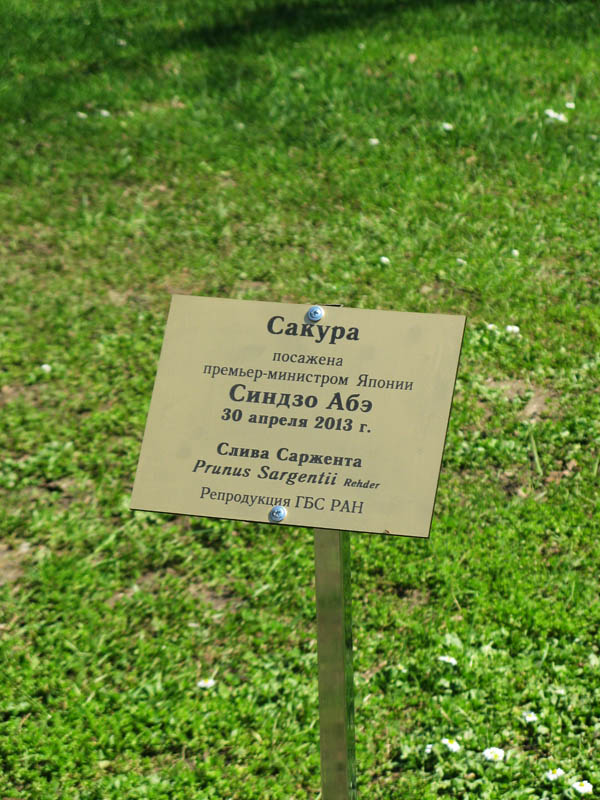 Сакура
посажена
премьер-министром Японии
Синдзо Абэ
30 апреля 2013 г.
Слива Саржента
Prunus Sargentii Rehder
Репродукция ГБС РАН